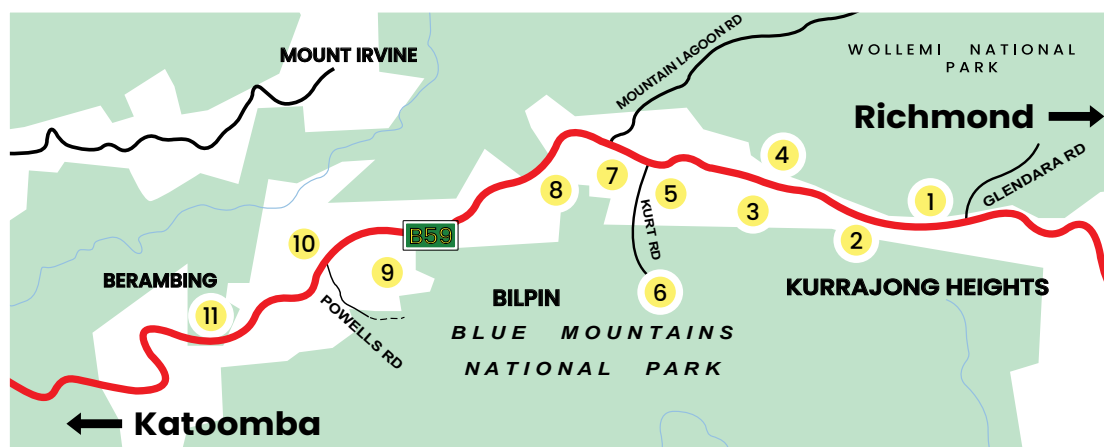 MOUNT IRVINE
MOUNTAIN LAGOON RD
WOLLEMI NATIONAL
PARK
Richmond
4
GLENDARA RD
7
5
8
1
3
2
KURT RD
B59
10
9
6
BERAMBING
BILPIN
KURRAJONG HEIGHTS
11
POWELLS RD
BLUE MOUNTAINS
NATIONAL PARK
Katoomba